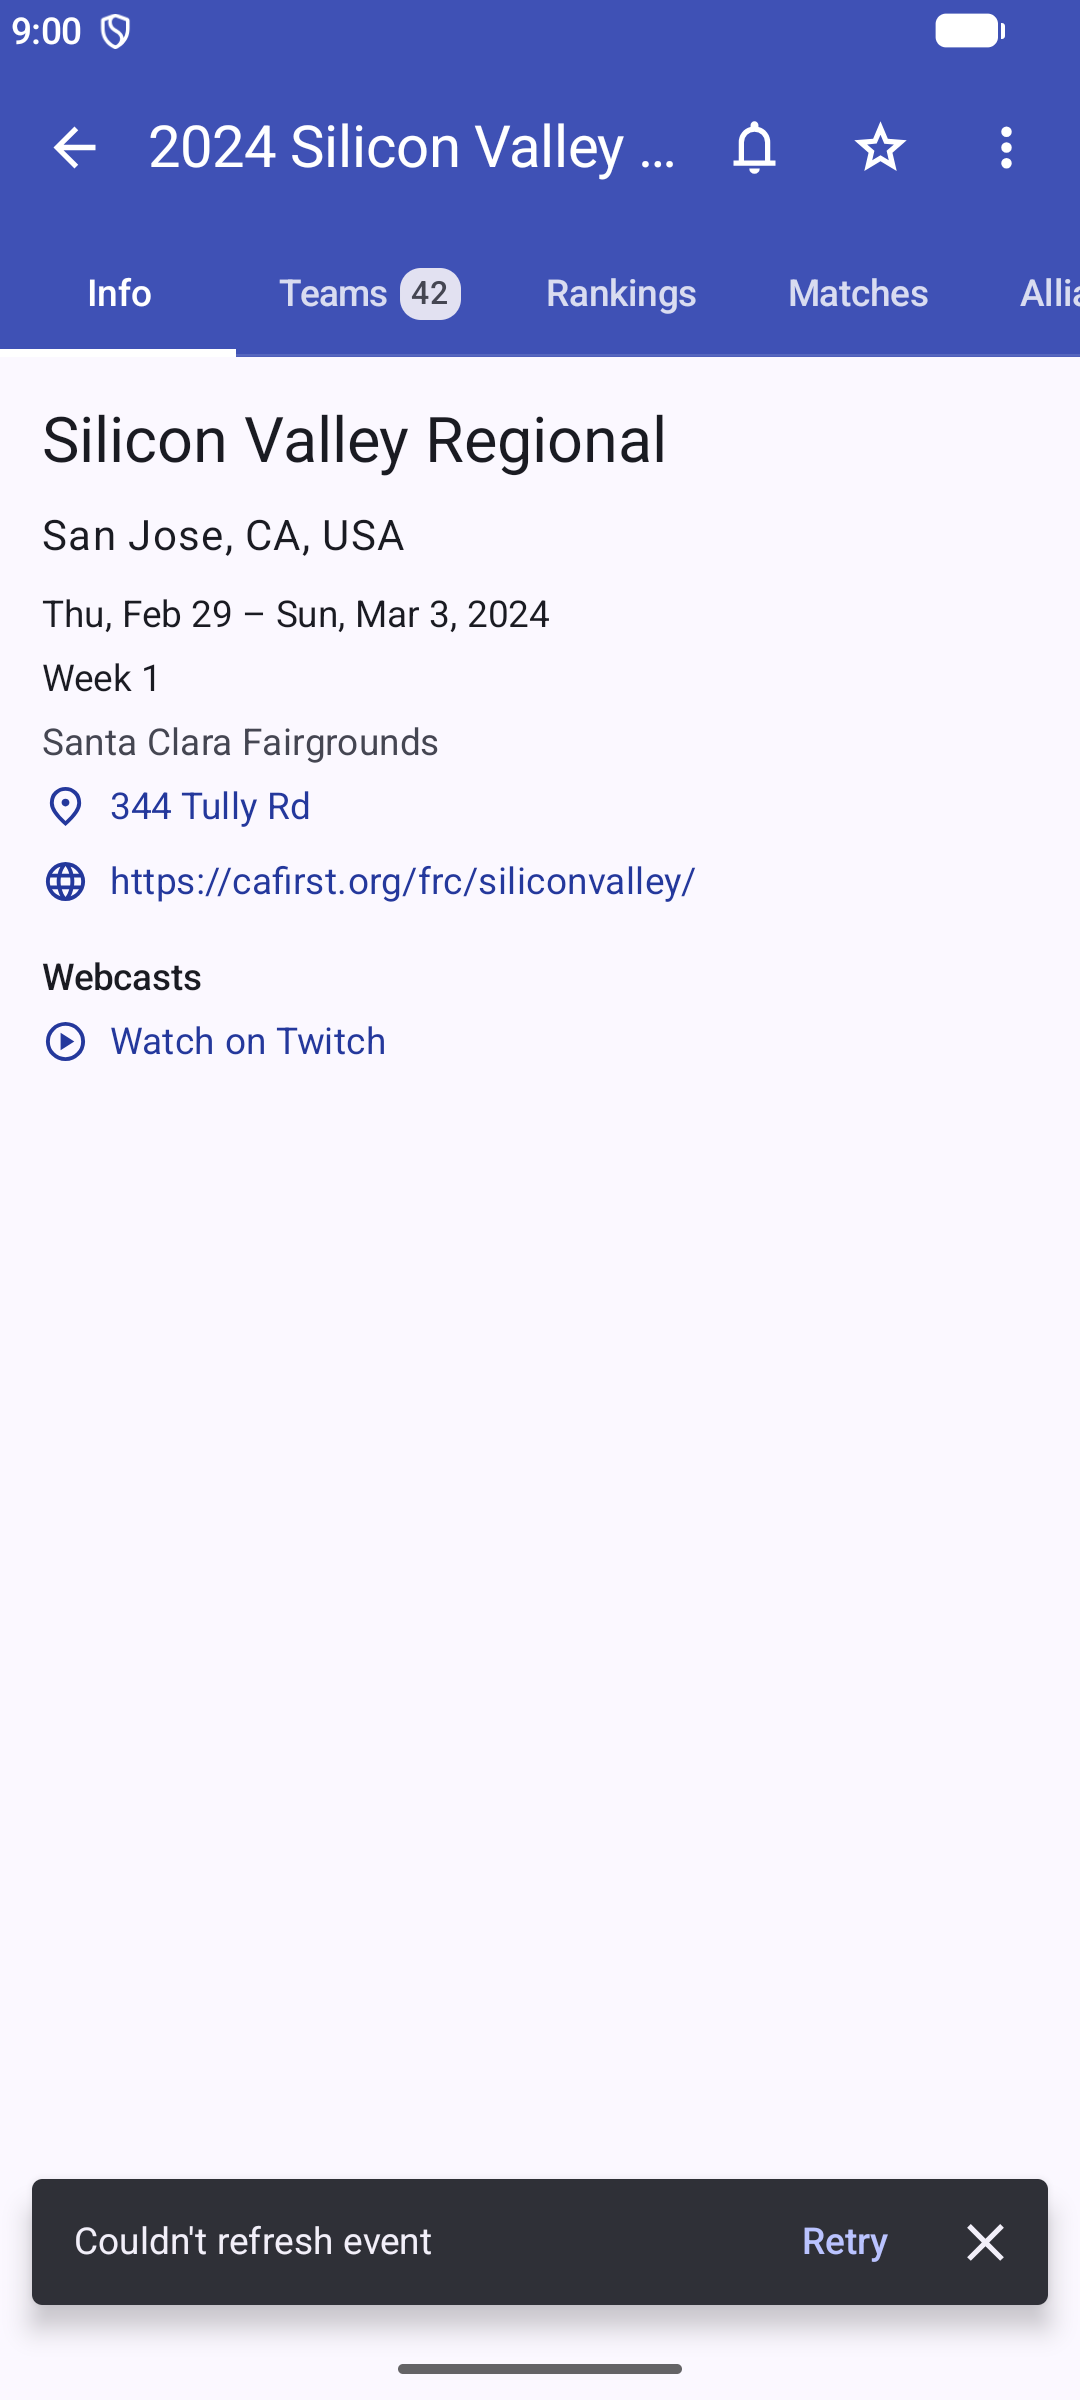 9:00
2024 Silicon Valley ...
Info
Teams 42
Rankings
Matches
Allia
Silicon Valley Regional
San Jose, CA, USA
Thu, Feb 29 – Sun, Mar 3, 2024
Week 1
Santa Clara Fairgrounds
344 Tully Rd
https://cafirst.org/frc/siliconvalley/
Webcasts
Watch on Twitch
Couldn't refresh event
Retry